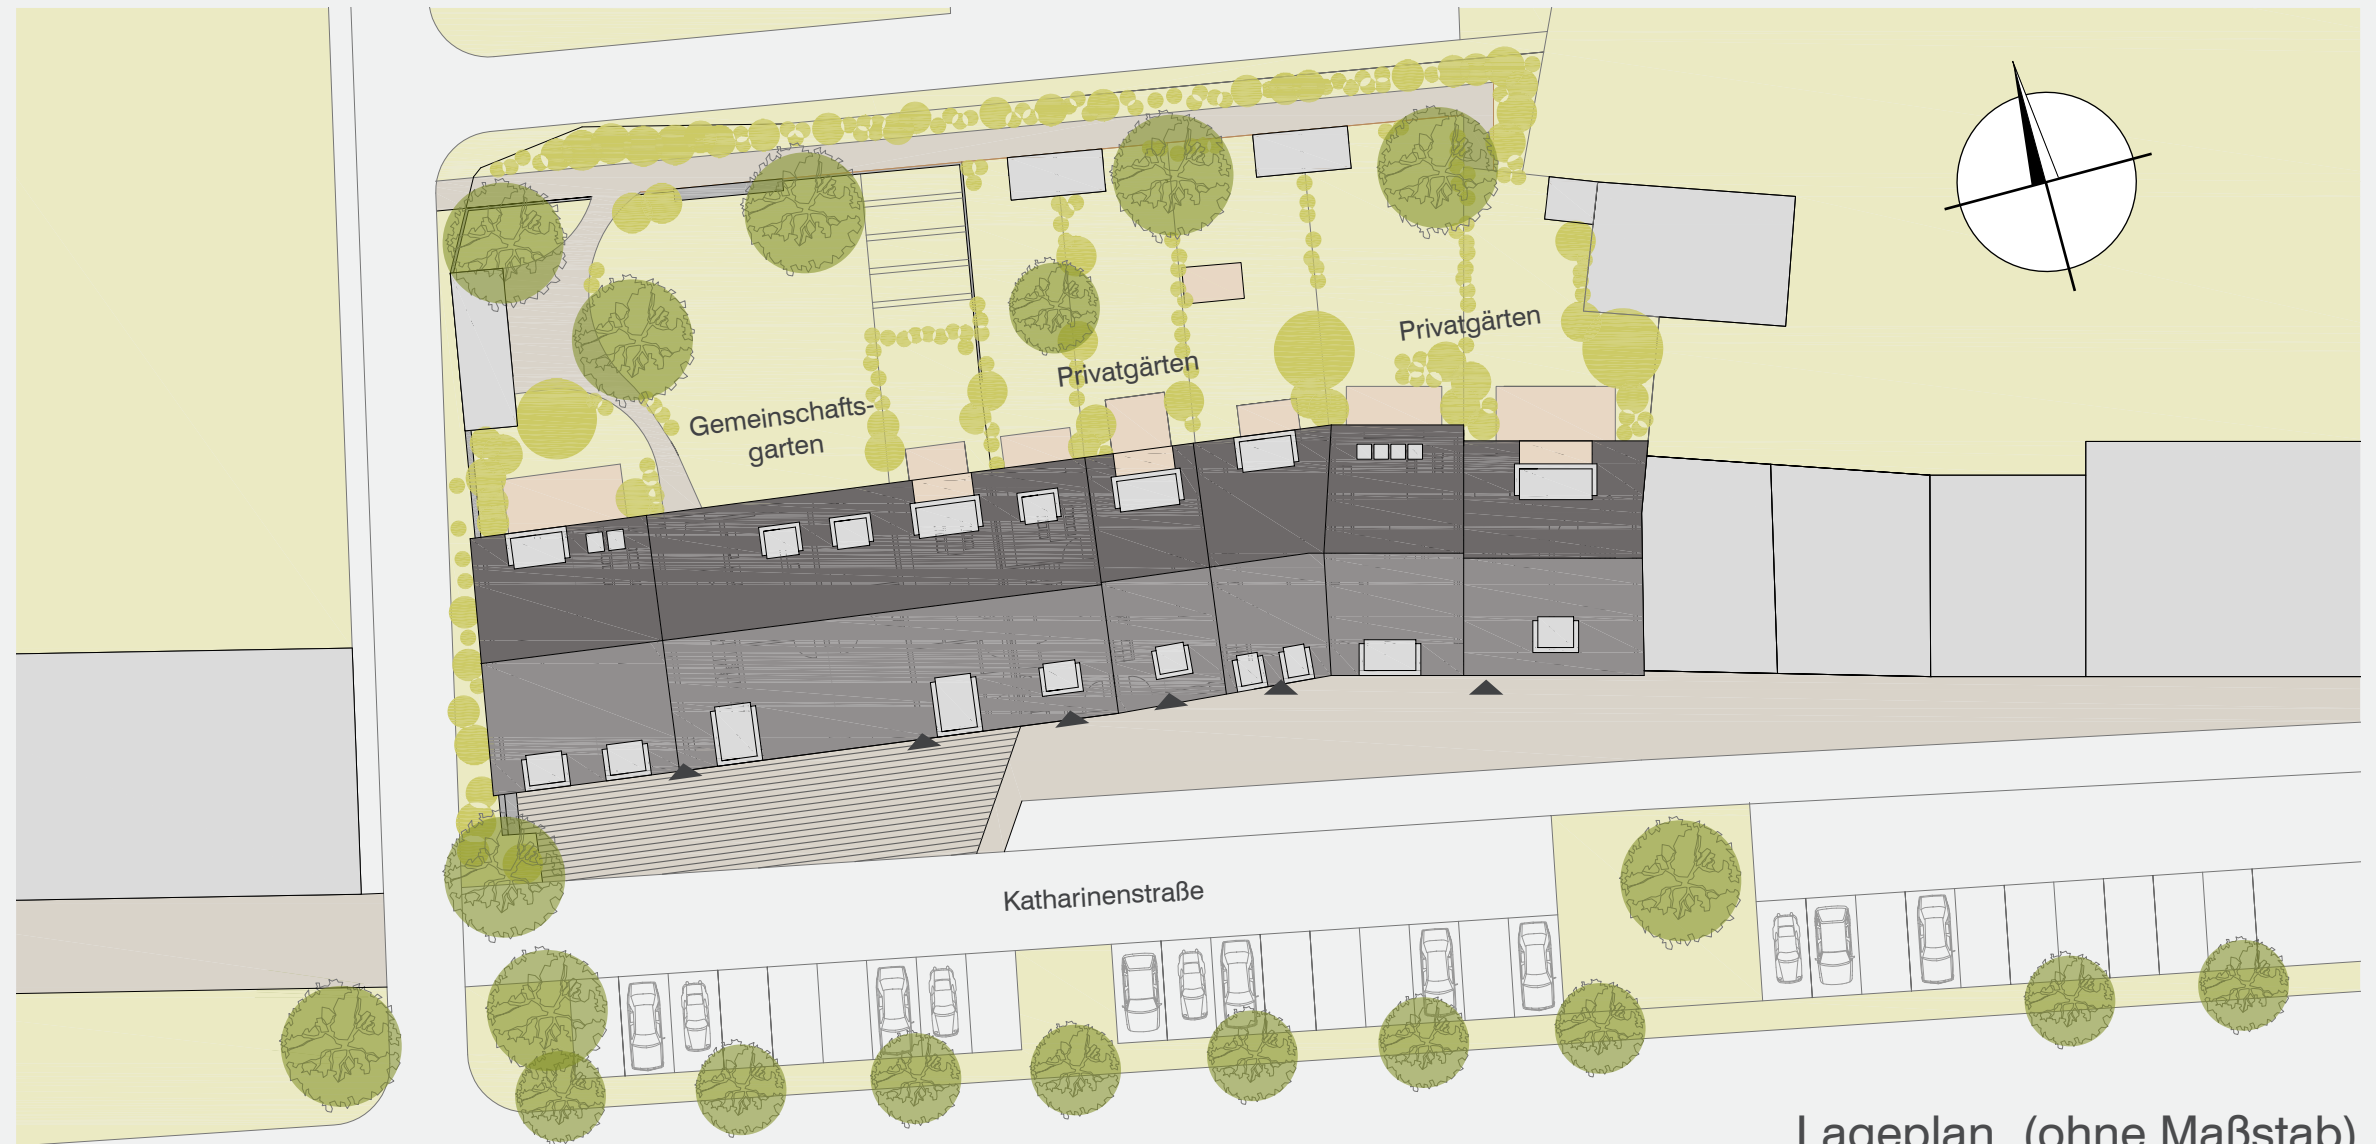 Privatgärten
Privatgärten
Gemeinschafts-
garten
Katharinenstraße
Lageplan (ohne Maßstab)